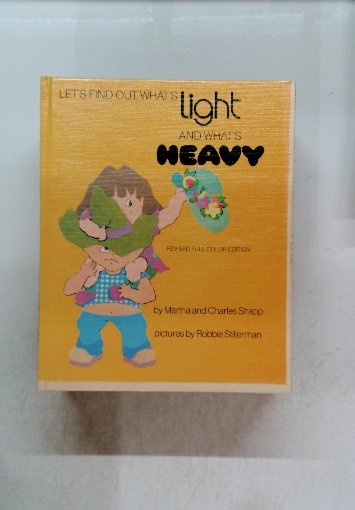 LET'S FIND OUT WHAT'S light
AND WHAT'S
HEAVY
REVISED FULL COLOR EDITION
by Martha and Charles Shapp
pictures by Robbie Stillerman